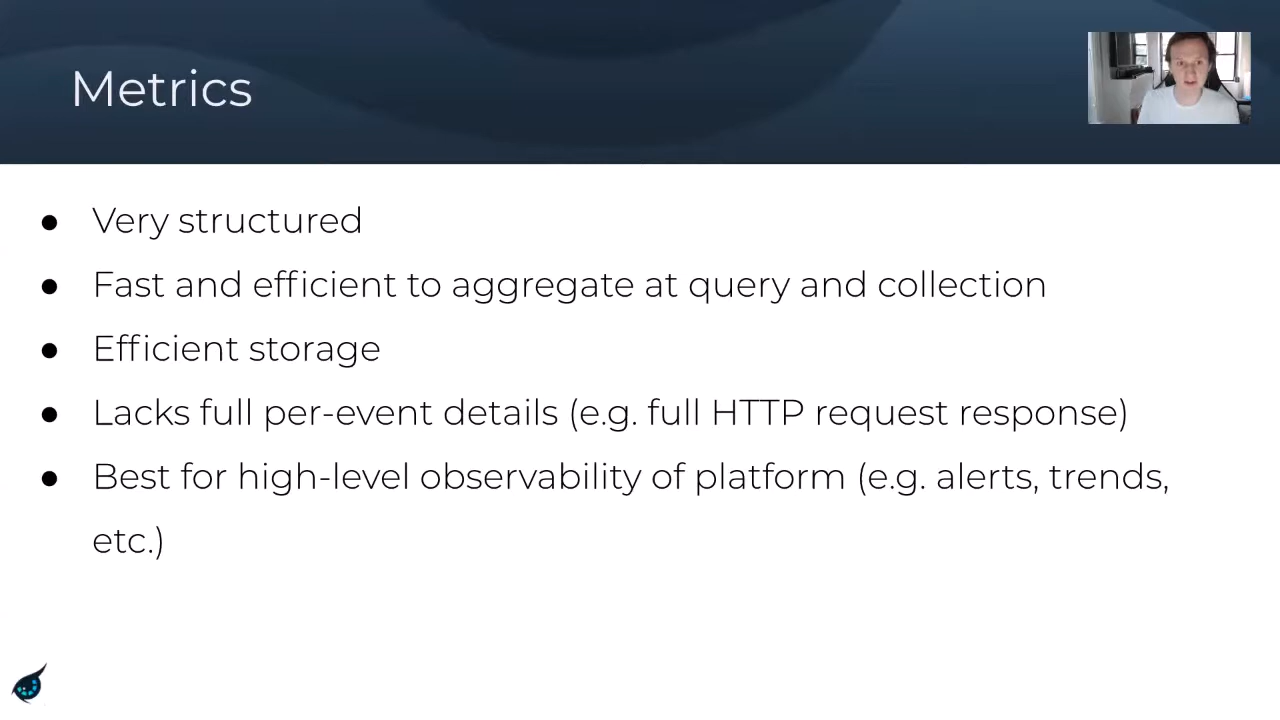 Metrics
● Very structured
● Fast and efficient to aggregate at query and collection
● Efficient storage
● Lacks full per-event details (e.g. full HTTP request response)
● Best for high-level observability of platform (e.g. alerts, trends,
etc.)